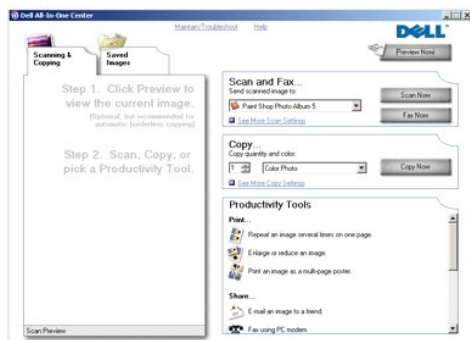 Dell All-In-One Center
Maintain/Troubleshoot Help
DELL
Scanning & Copying
Saved Images
Preview Now!
Step 1. Click Preview to
view the current image.
(Optional, but recommended for
automatic borderless copying)
Step 2. Scan, Copy, or
pick a Productivity Tool.
Scan Preview
Scan and Fax...
Send scanned image to:
Paint Shop Photo Album 5
Scan Now
See More Scan Settings
Fax Now
Copy...
Copy quantity and color:
1 Color Photo
Copy Now
See More Copy Settings
Productivity Tools
Print...
Repeat an image several times on one page.
Enlarge or reduce an image.
Print an image as a multi-page poster.
Share...
E-mail an image to a friend.
Fax using PC modem.